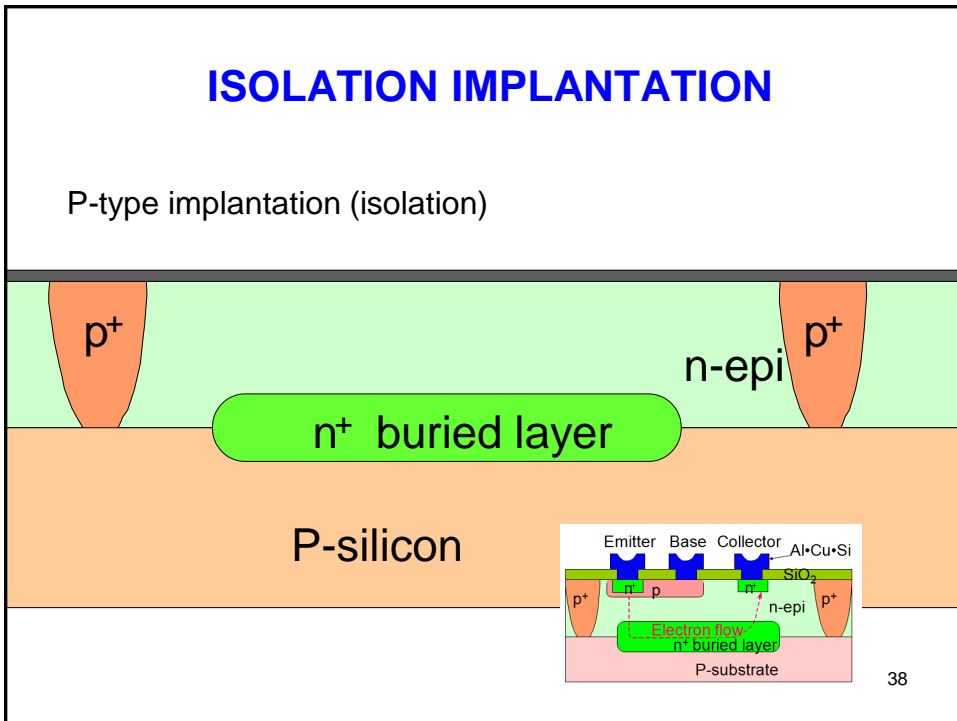 ISOLATION IMPLANTATION
P-type implantation (isolation)
p⁺
p⁺
n-epi
n⁺ buried layer
P-silicon
Emitter Base Collector
Al•Cu•Si
SiO₂
n⁺ p n⁺
p⁺ n-epi p⁺
Electron flow
n⁺ buried layer
P-substrate
38